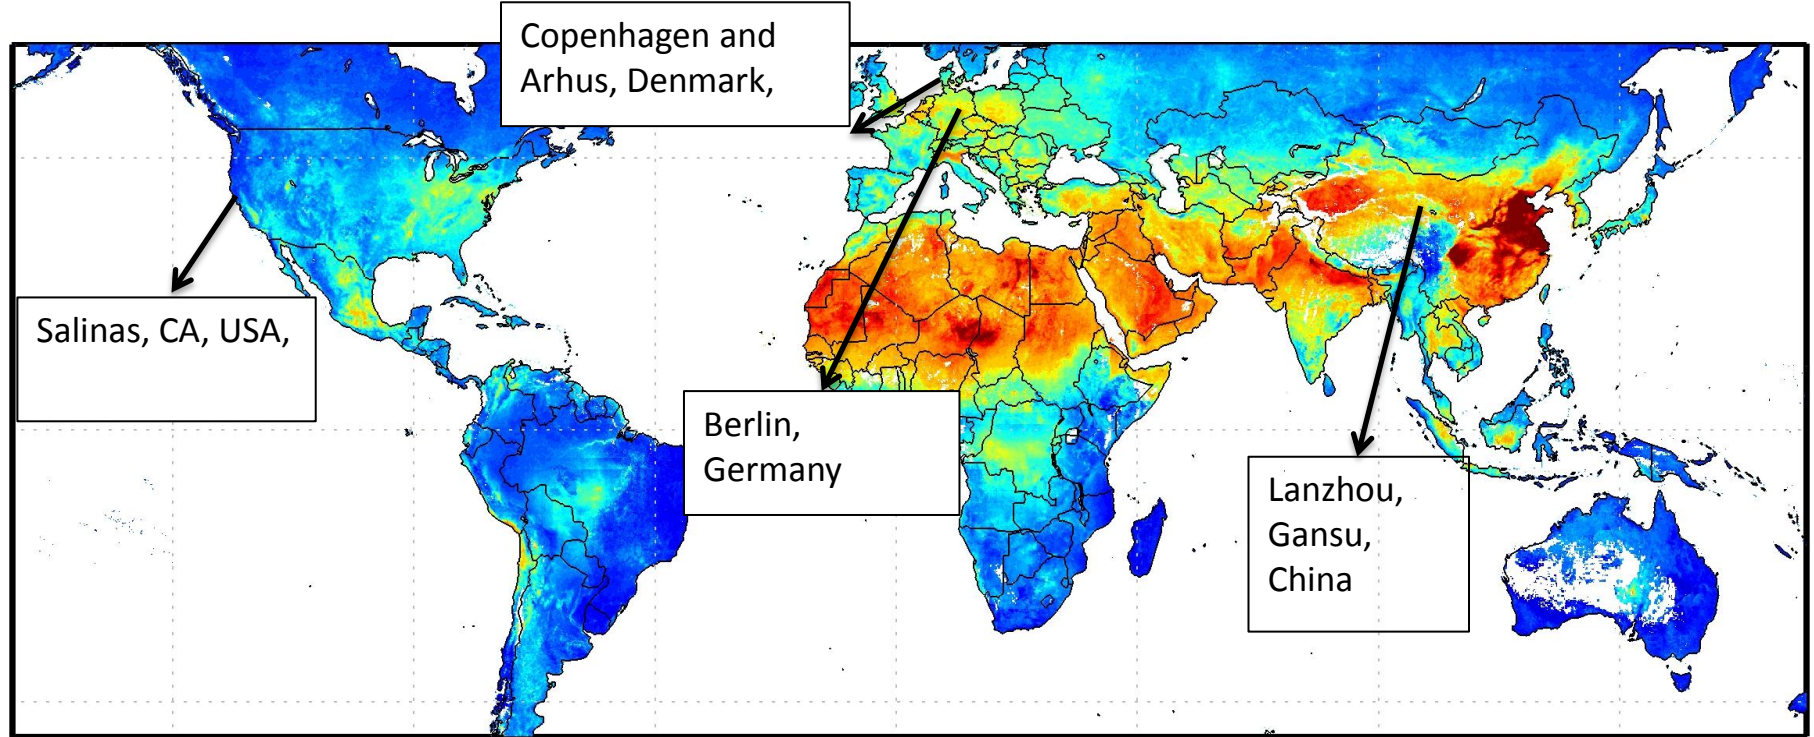 Copenhagen and
Arhus, Denmark,
Salinas, CA, USA,
Berlin,
Germany
Lanzhou,
Gansu,
China